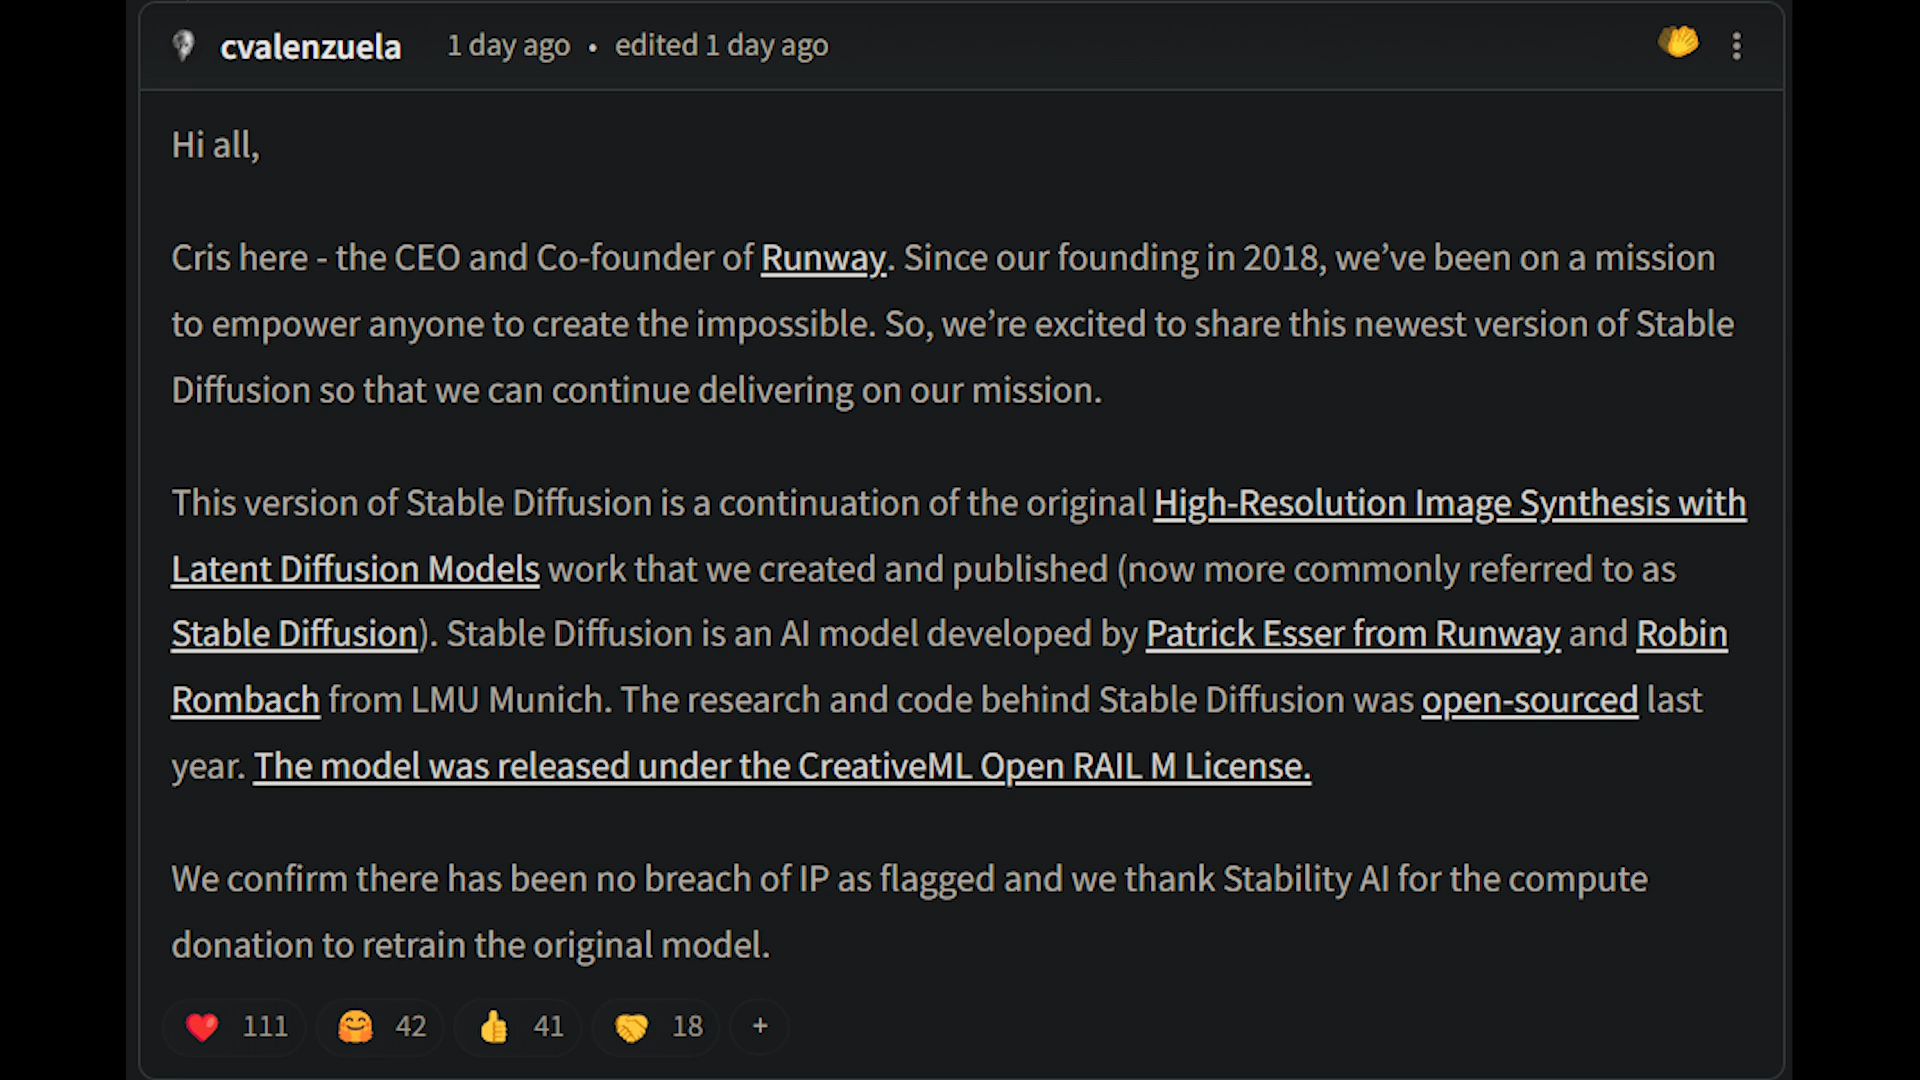 cvalenzuela 1 day ago • edited 1 day ago
Hi all,
Cris here - the CEO and Co-founder of Runway. Since our founding in 2018, we’ve been on a mission
to empower anyone to create the impossible. So, we’re excited to share this newest version of Stable
Diffusion so that we can continue delivering on our mission.
This version of Stable Diffusion is a continuation of the original High-Resolution Image Synthesis with
Latent Diffusion Models work that we created and published (now more commonly referred to as
Stable Diffusion). Stable Diffusion is an AI model developed by Patrick Esser from Runway and Robin
Rombach from LMU Munich. The research and code behind Stable Diffusion was open-sourced last
year. The model was released under the CreativeML Open RAIL M License.
We confirm there has been no breach of IP as flagged and we thank Stability AI for the compute
donation to retrain the original model.
111 42 41 18 +